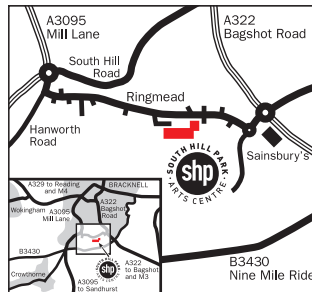 A3095
Mill Lane
A322
Bagshot Road
South Hill
Road
Ringmead
Hanworth
Road
Sainsbury's
SOUTH HILL PARK
shp
ARTS CENTRE
B3430
Nine Mile Ride
A329 to Reading
and M4
BRACKNELL
Wokingham
A3095
Mill Lane
A322
Bagshot
Road
B3430
shp
Crowthorne
A322
to Bagshot
and M3
A3095
to Sandhurst